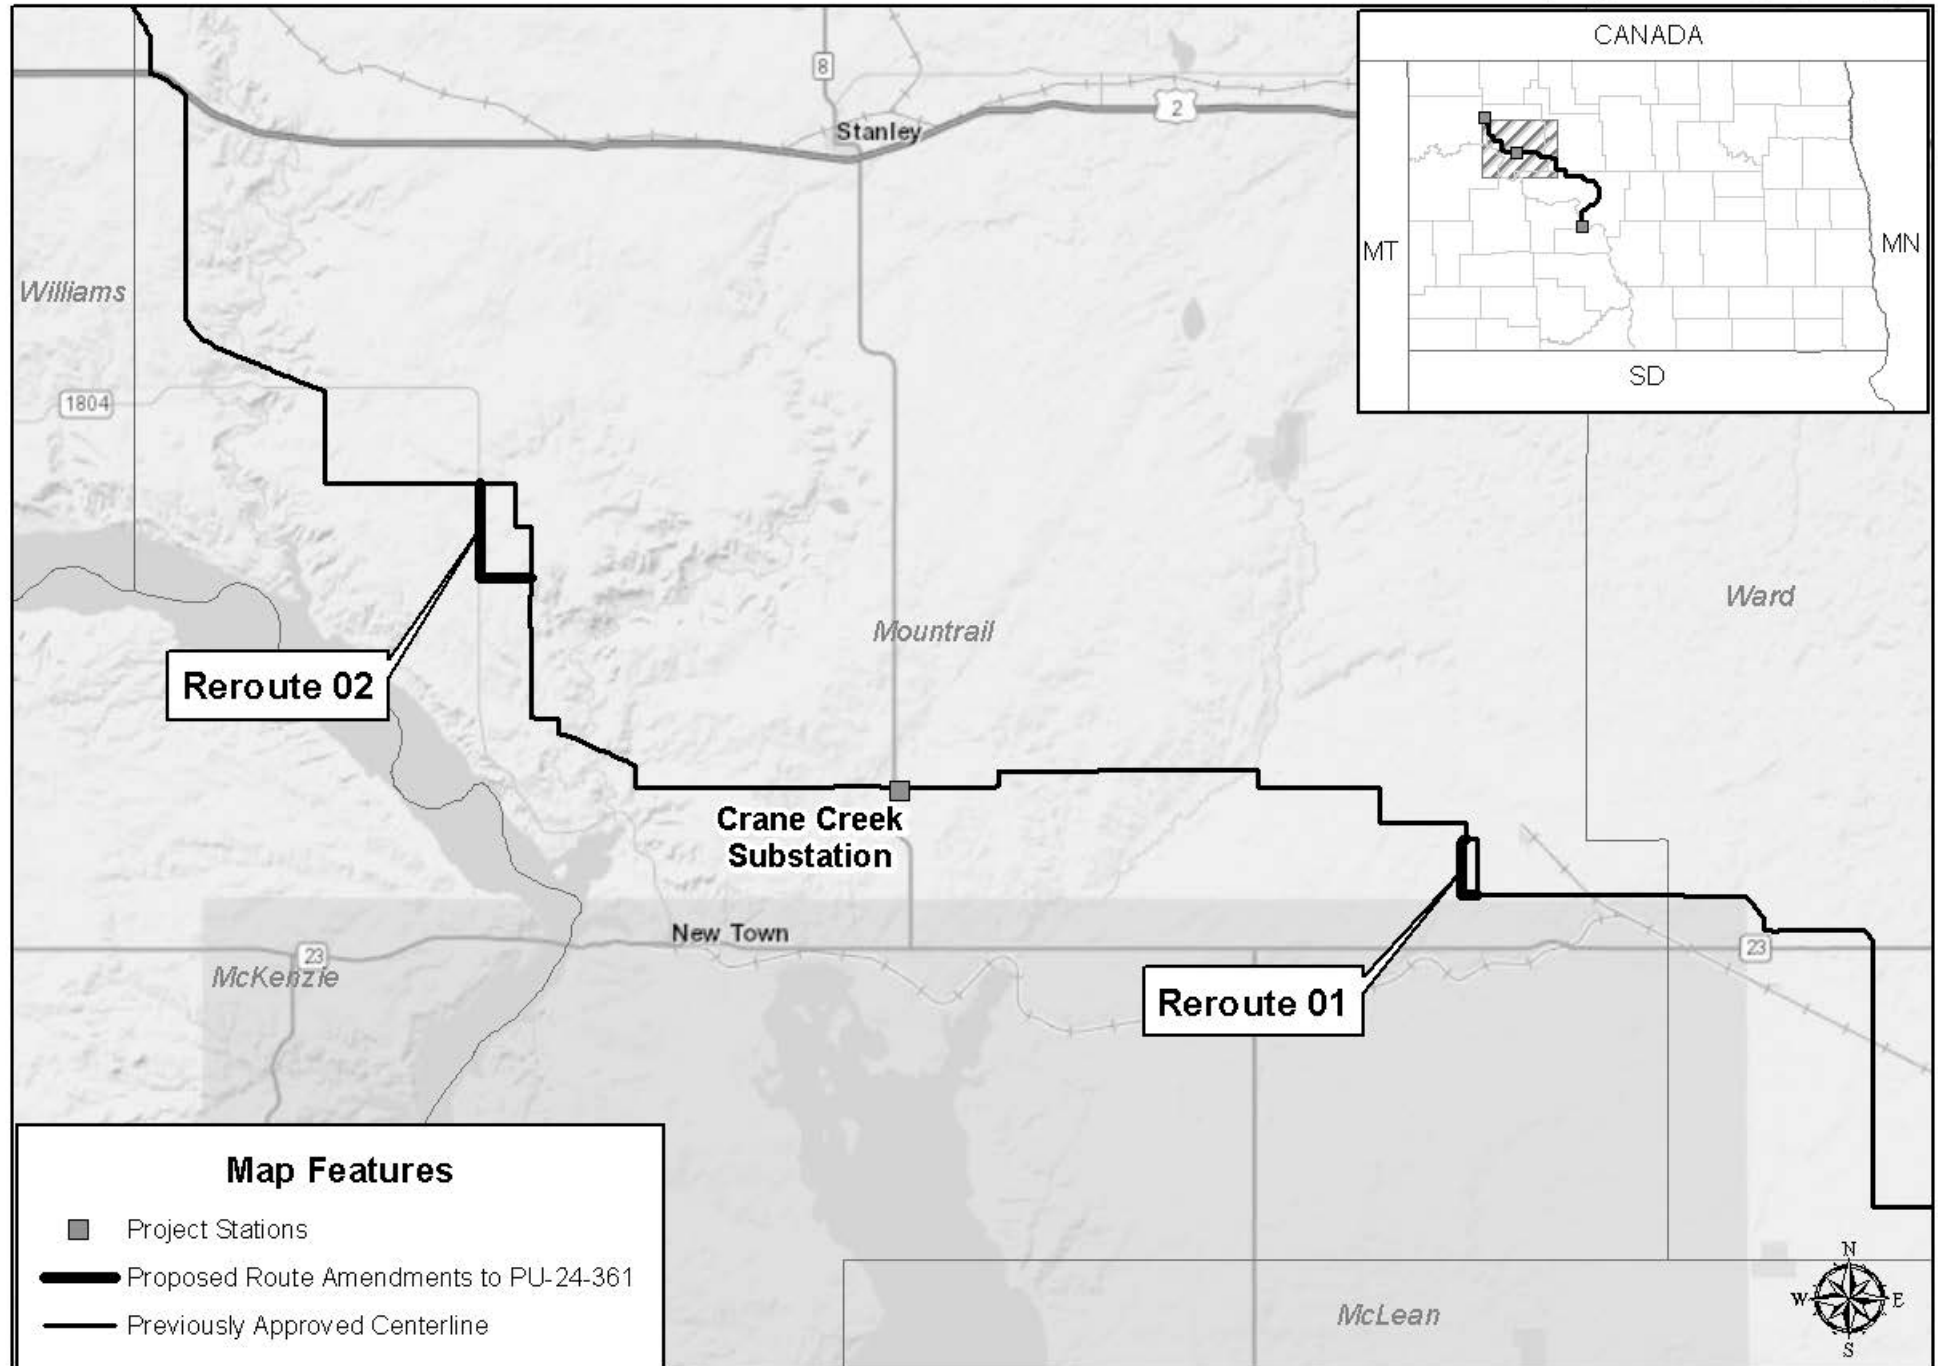 CANADA
8
2
Stanley
MT
MN
Williams
SD
1804
Ward
Mountrail
Reroute 02
Crane Creek
Substation
New Town
23
23
McKenzie
Reroute 01
Map Features
Project Stations
Proposed Route Amendments to PU-24-361
Previously Approved Centerline
McLean
N
W
E
S